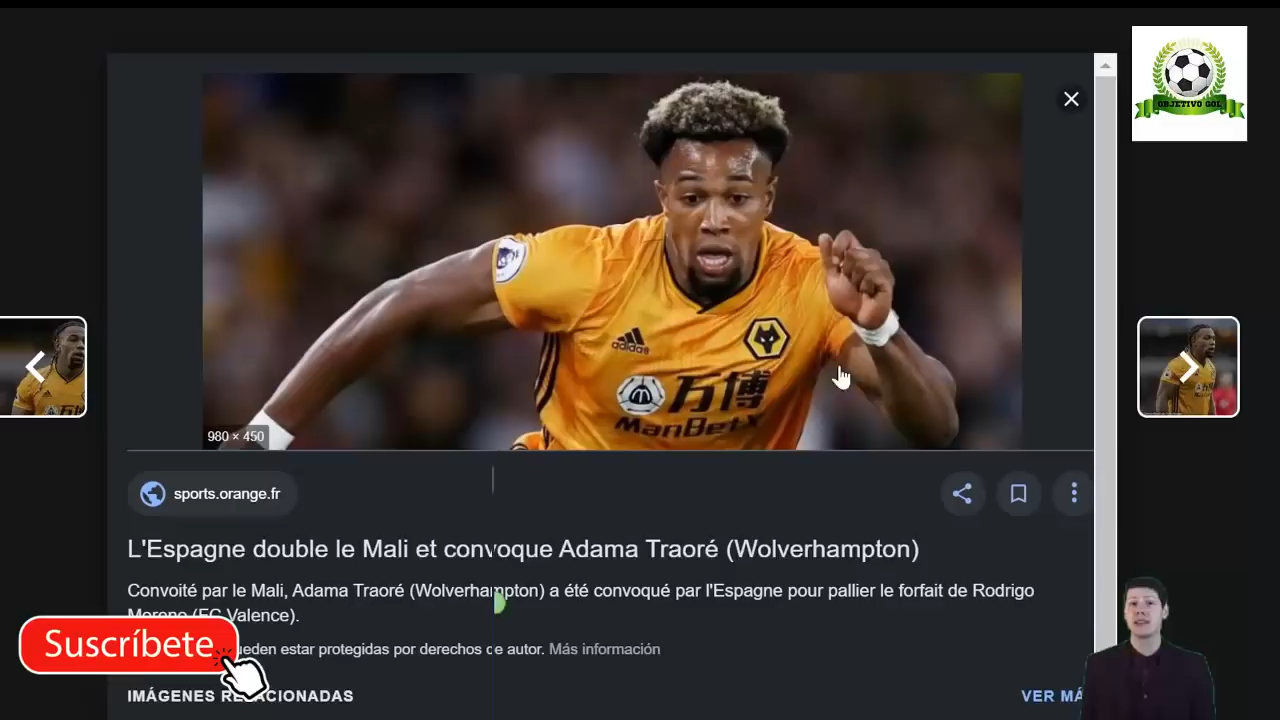 OBJETIVO GOL
adidas
万博
ManBetX
980 × 450
sports.orange.fr
L'Espagne double le Mali et convoque Adama Traoré (Wolverhampton)
Convoité par le Mali, Adama Traoré (Wolverhampton) a été convoqué par l'Espagne pour pallier le forfait de Rodrigo
Moreno (FC Valence).
Suscríbete
ueden estar protegidas por derechos de autor. Más información
IMÁGENES RELACIONADAS
VER MÁ